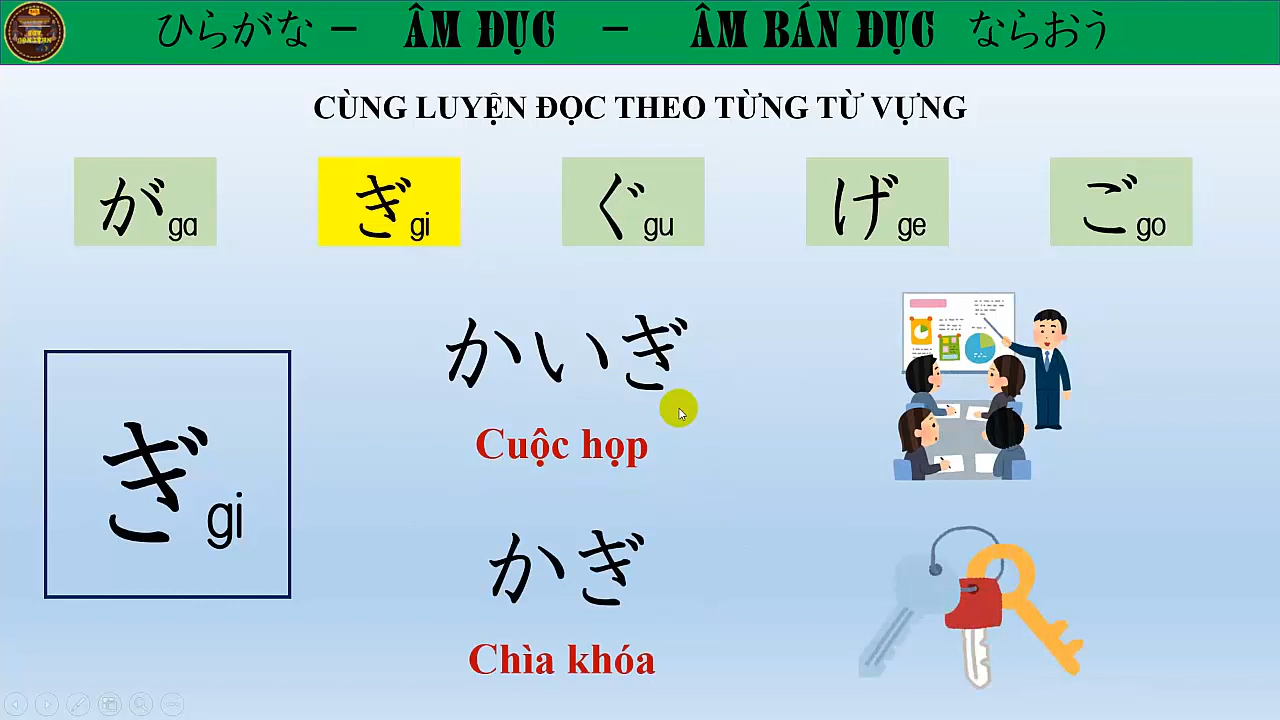 ひらがな － ÂM ĐỤC － ÂM BÁN ĐỤC ならおう
CÙNG LUYỆN ĐỌC THEO TỪNG TỪ VỰNG
が ga ぎ gi ぐ gu げ ge ご go
かいぎ
Cuộc họp
ぎ gi
かぎ
Chìa khóa